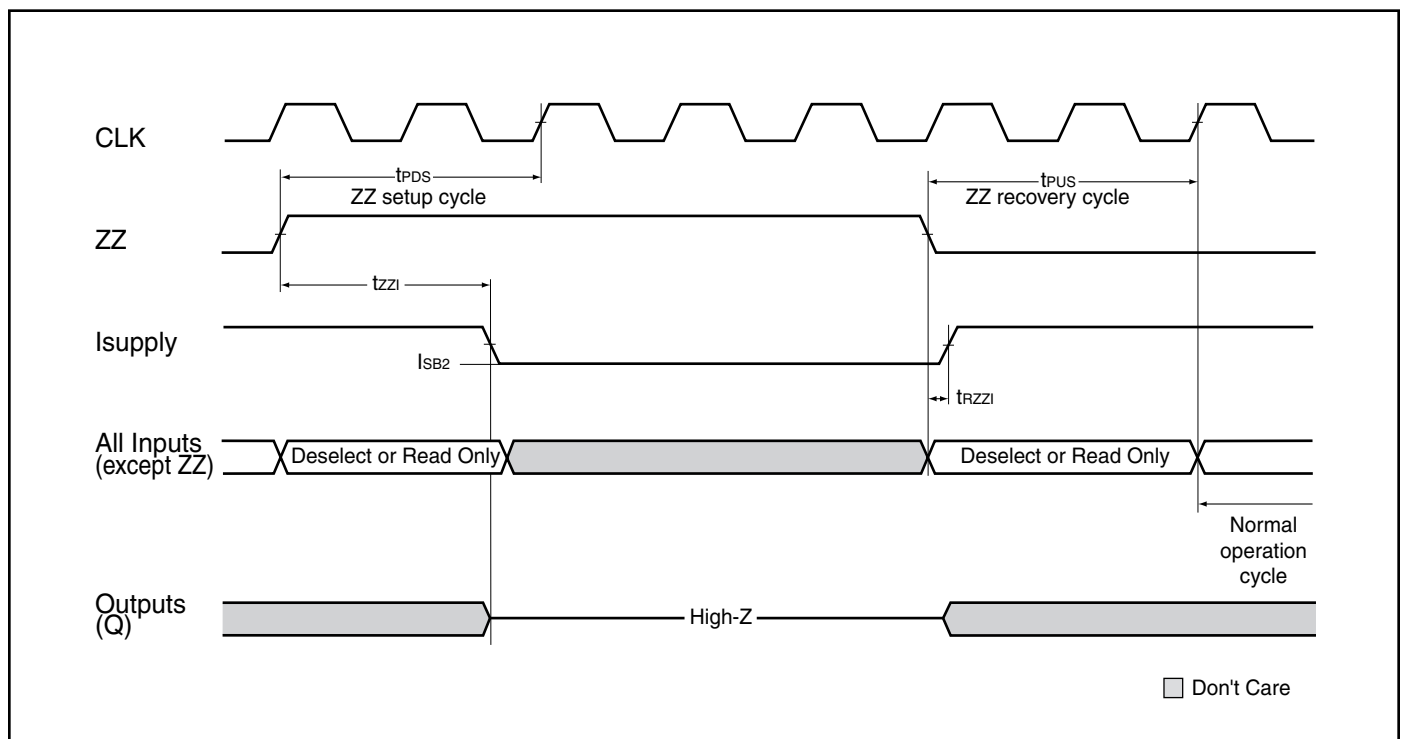 CLK
tPDS
ZZ setup cycle
tPUS
ZZ recovery cycle
ZZ
tZZI
Isupply
ISB2
tRZZI
All Inputs
(except ZZ)
Deselect or Read Only
Deselect or Read Only
Normal
operation
cycle
Outputs
(Q)
High-Z
Don't Care